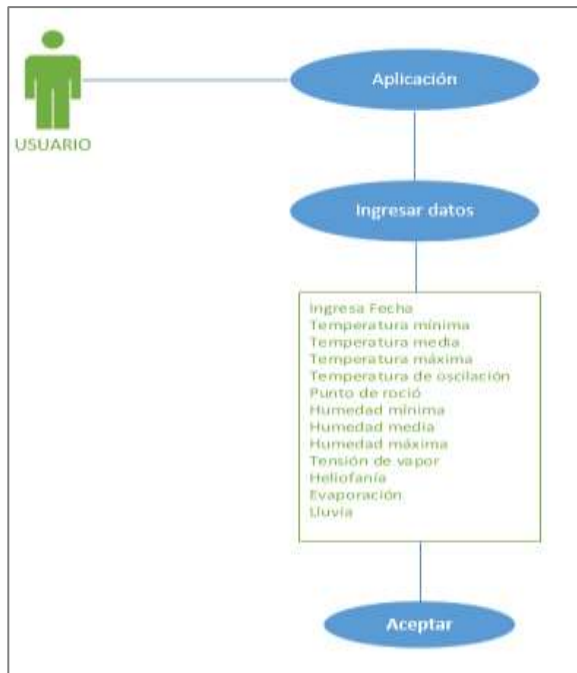 Aplicación
USUARIO
Ingresar datos
Ingresa Fecha
Temperatura mínima
Temperatura media
Temperatura máxima
Temperatura de oscilación
Punto de roció
Humedad mínima
Humedad media
Humedad máxima
Tensión de vapor
Heliofanía
Evaporación
Lluvia
Aceptar